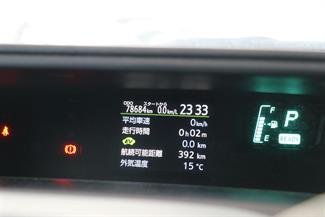 ODO スタートから
78684km 0.0km/L 23:33
平均車速 0km/h
走行時間 0h02m
EV 0.0 km
航続可能距離 392 km
外気温度 15℃
F
E
P
READY